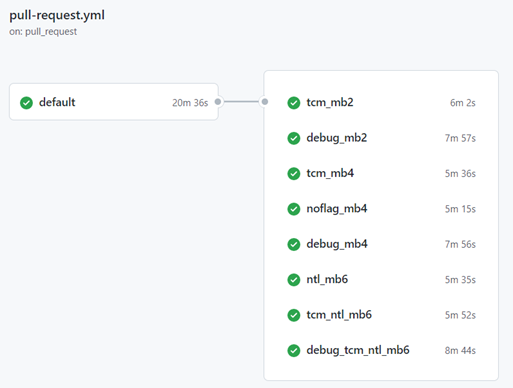 pull-request.yml
on: pull_request
default 20m 36s
tcm_mb2 6m 2s
debug_mb2 7m 57s
tcm_mb4 5m 36s
noflag_mb4 5m 15s
debug_mb4 7m 56s
ntl_mb6 5m 35s
tcm_ntl_mb6 5m 52s
debug_tcm_ntl_mb6 8m 44s